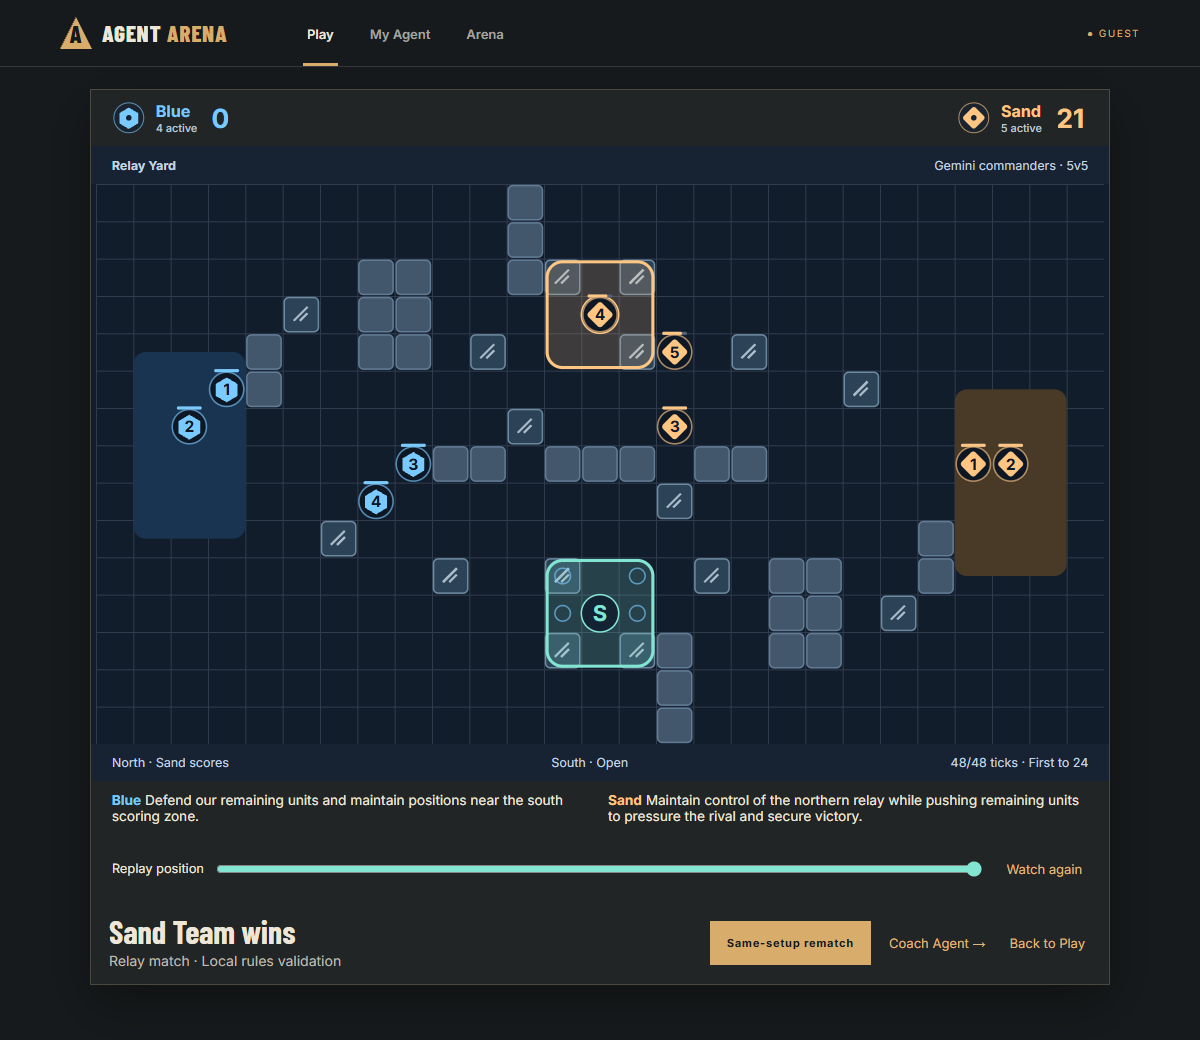 A AGENT ARENA
Play
My Agent
Arena
• GUEST
Blue
4 active
0
Sand
5 active
21
Relay Yard
Gemini commanders · 5v5
4
5
1
2
3
3
1
2
4
S
North · Sand scores
South · Open
48/48 ticks · First to 24
Blue Defend our remaining units and maintain positions near the south
scoring zone.
Sand Maintain control of the northern relay while pushing remaining units
to pressure the rival and secure victory.
Replay position
Watch again
Sand Team wins
Relay match · Local rules validation
Same-setup rematch
Coach Agent →
Back to Play